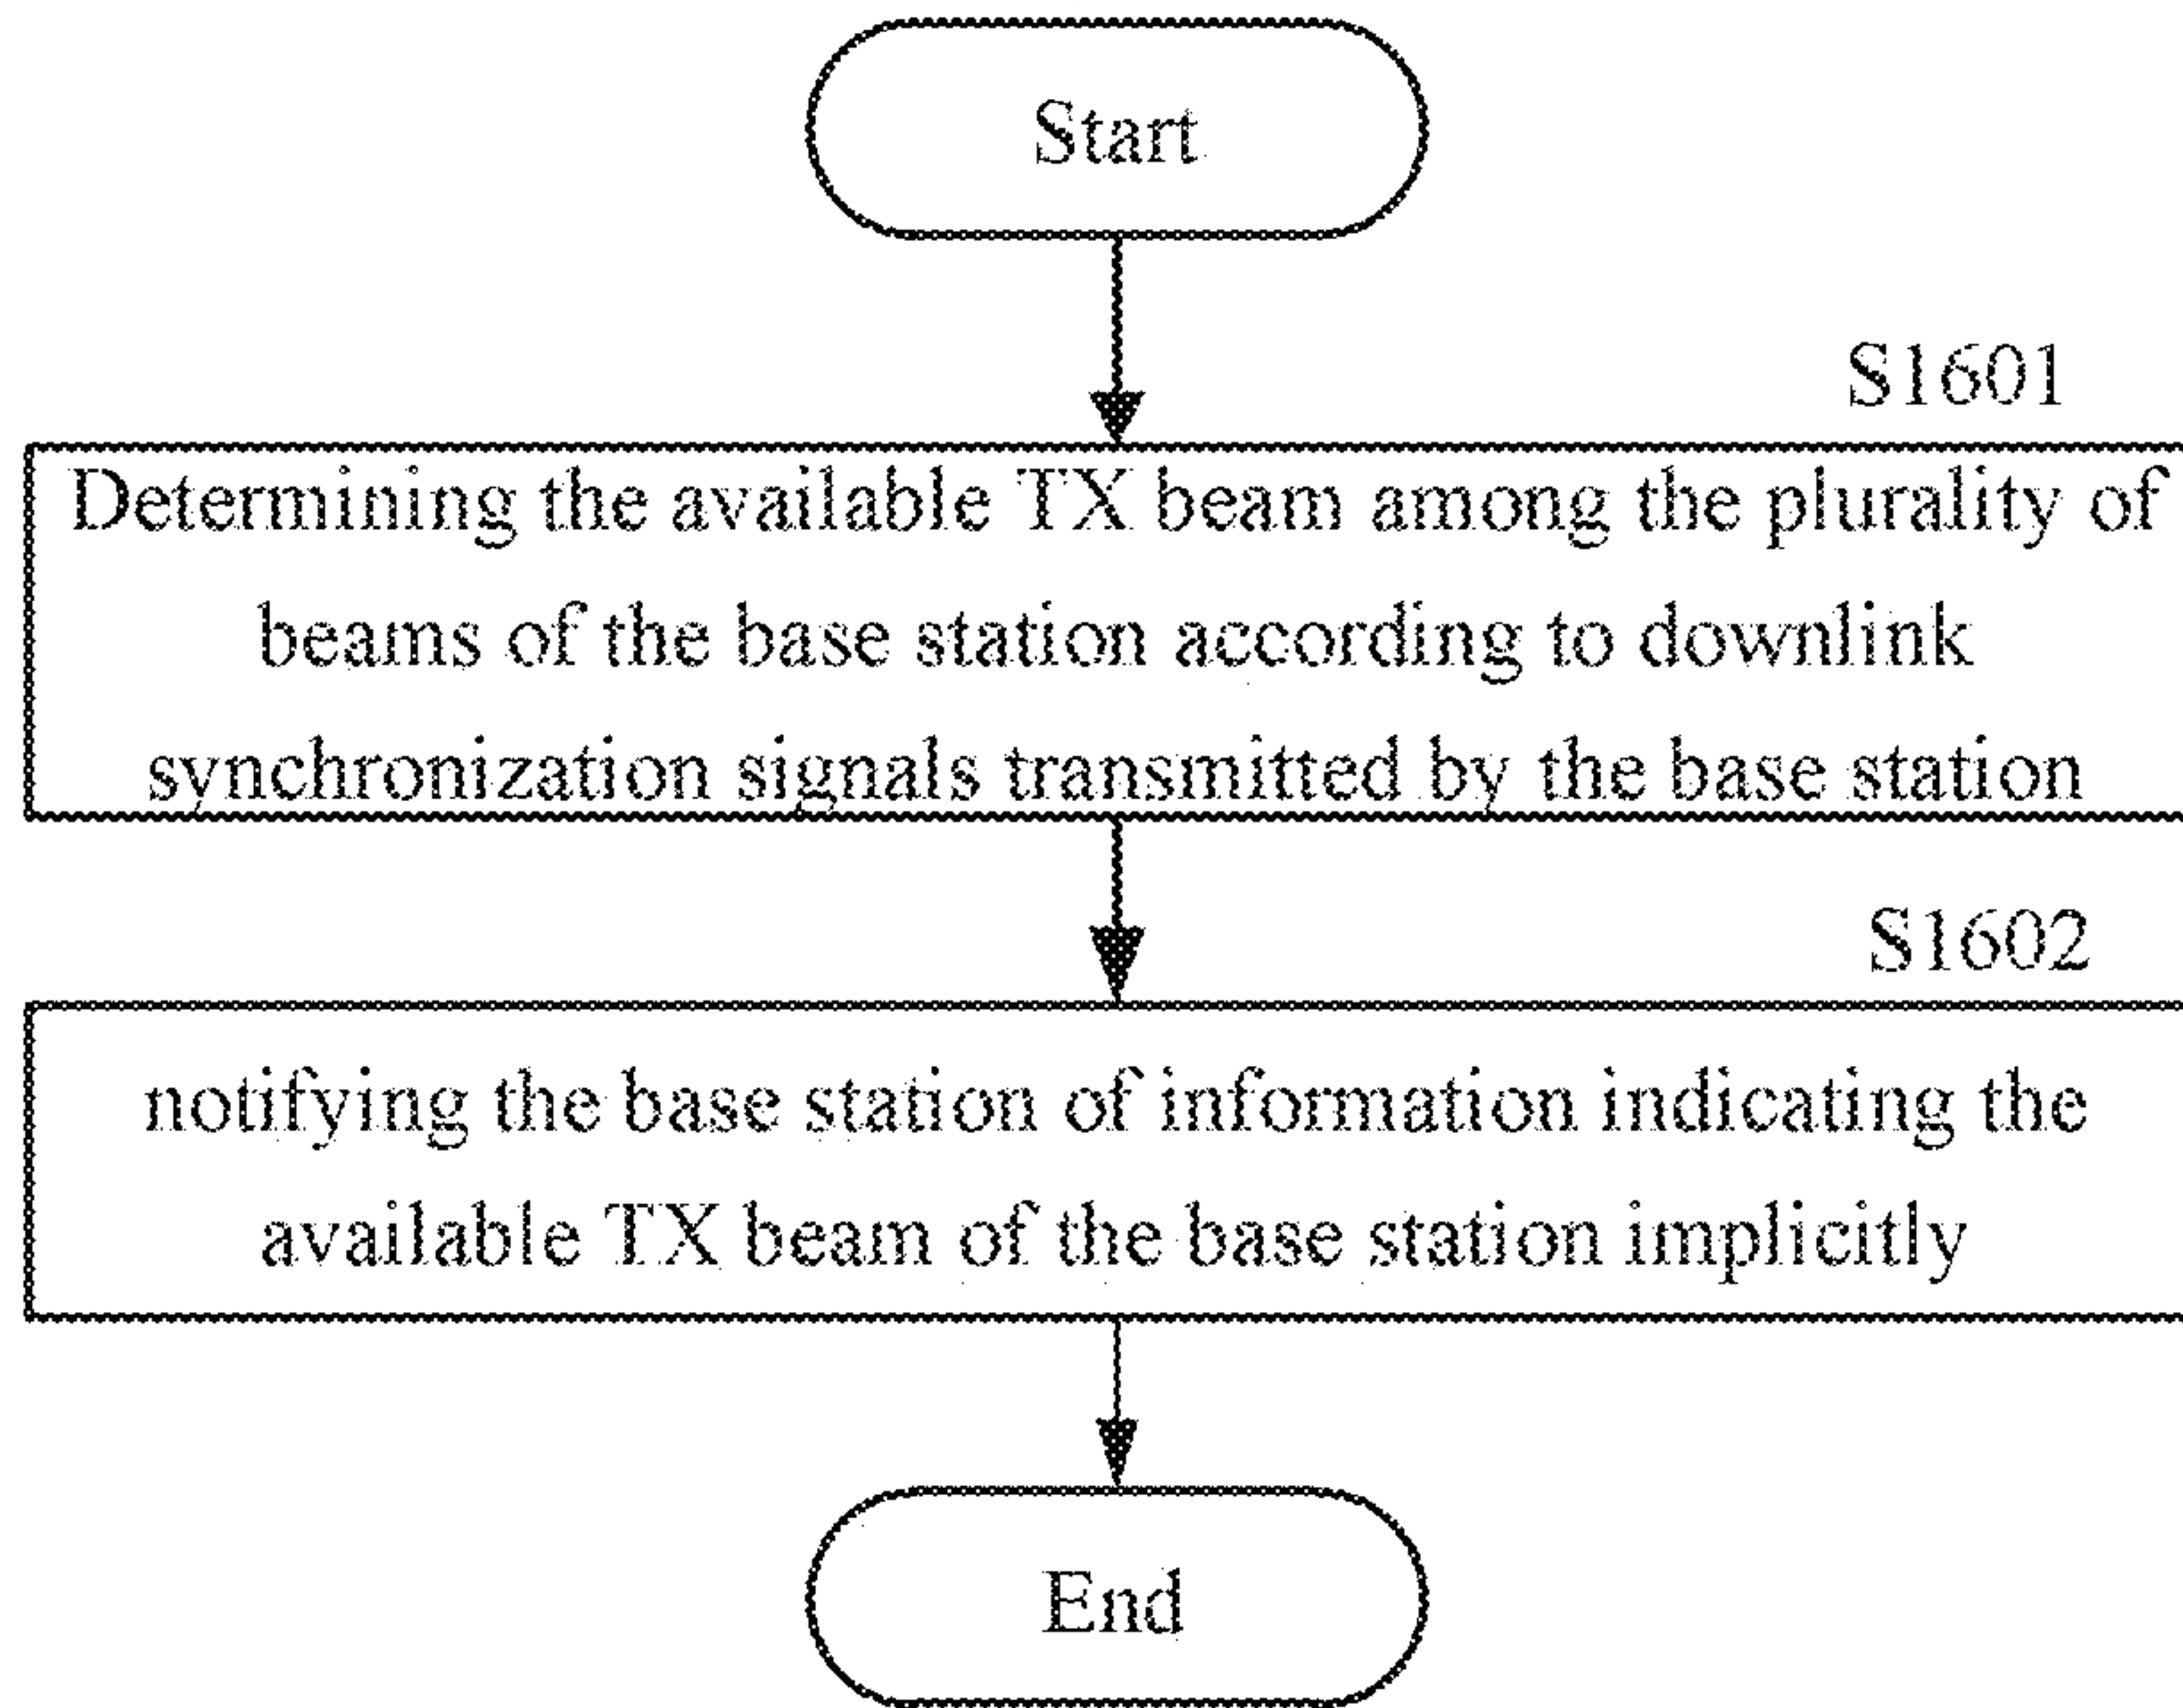 Start
S1601
Determining the available TX beam among the plurality of
beams of the base station according to downlink
synchronization signals transmitted by the base station
S1602
notifying the base station of information indicating the
available TX beam of the base station implicitly
End